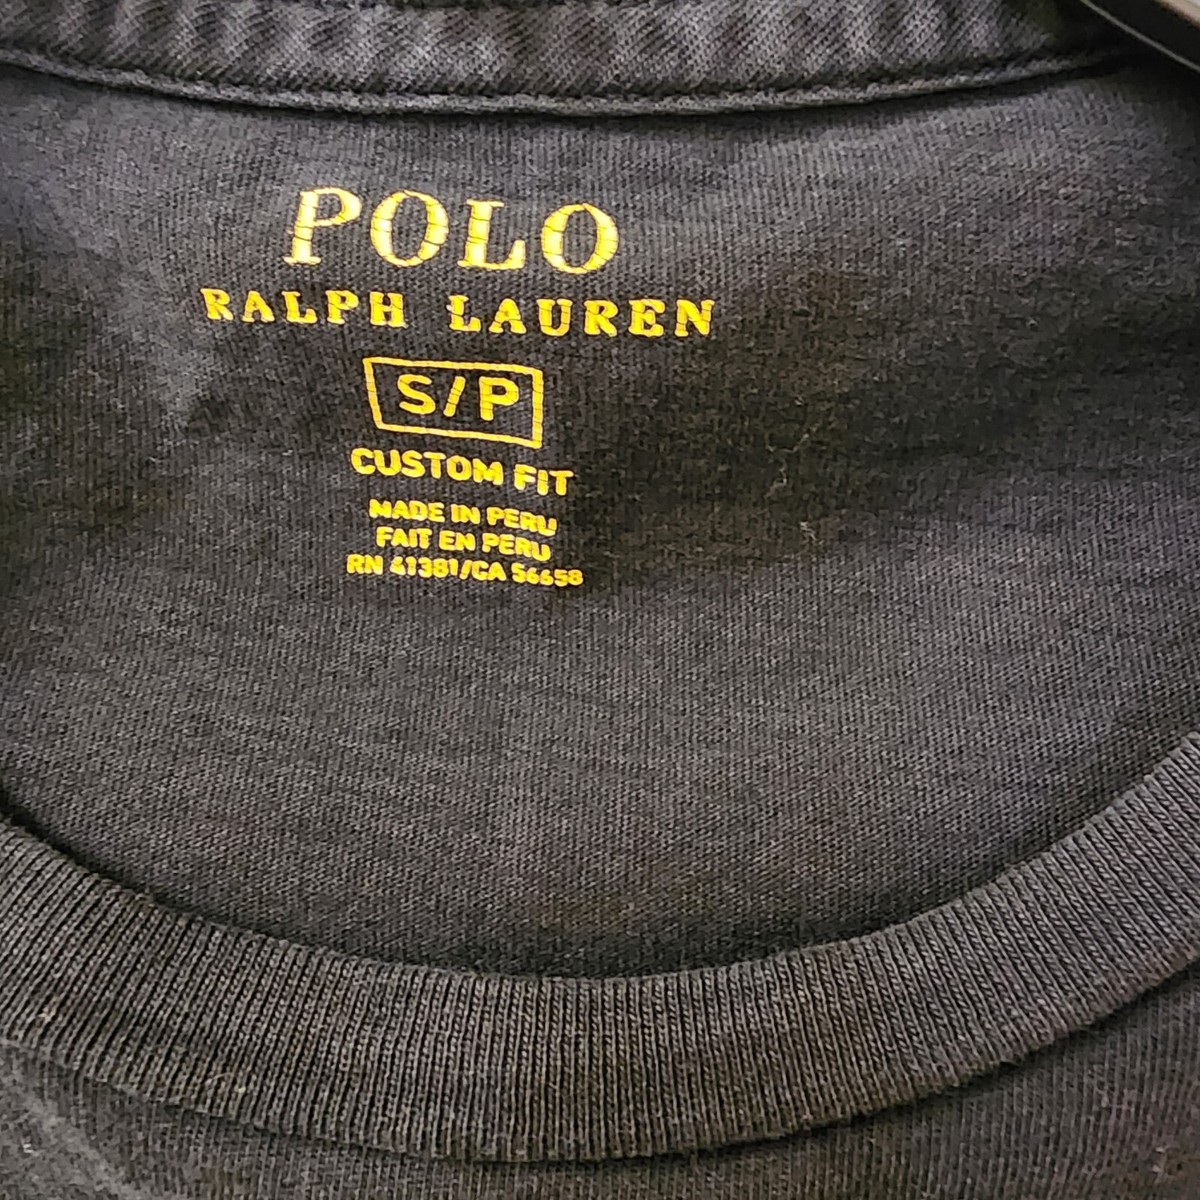 POLO
RALPH LAUREN
S/P
CUSTOM FIT
MADE IN PERU
FAIT EN PERU
RN 41381/CA 56658